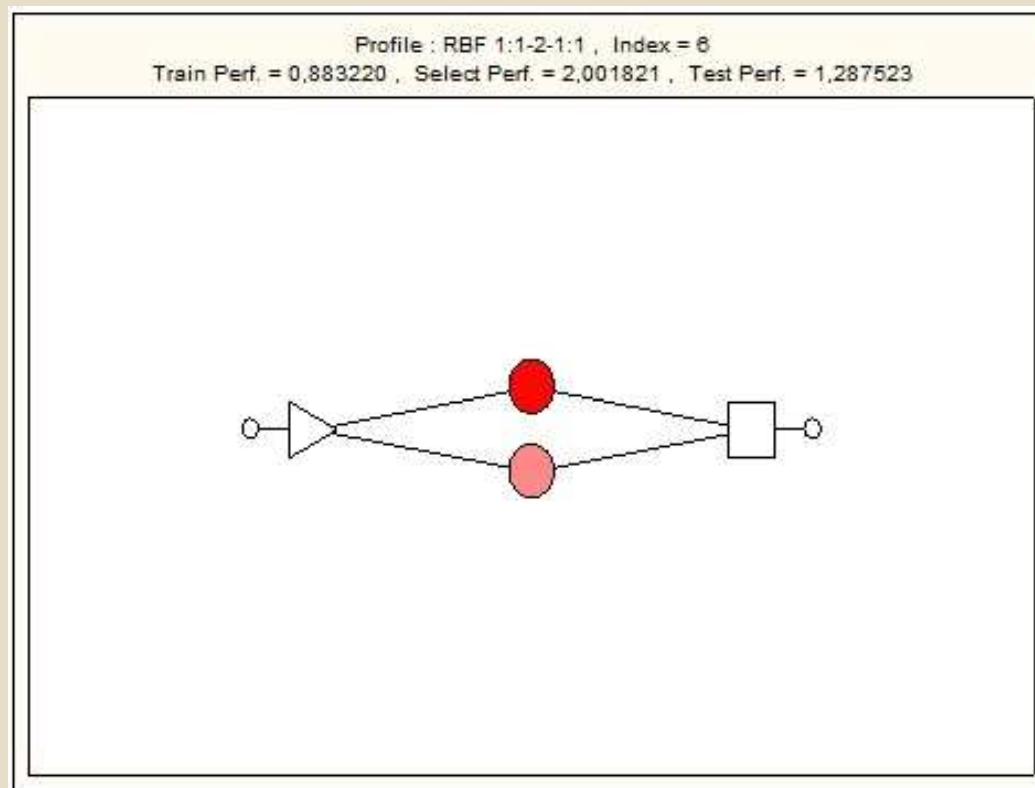 Profile : RBF 1:1-2-1:1 , Index = 6
Train Perf. = 0,883220 , Select Perf. = 2,001821 , Test Perf. = 1,287523